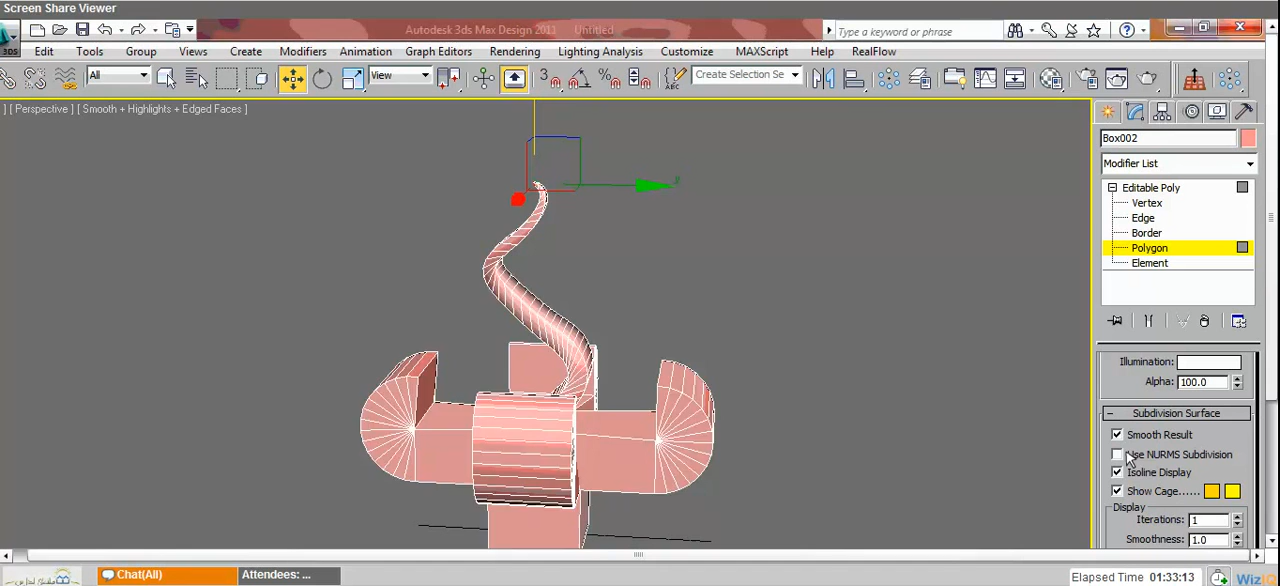 Screen Share Viewer
Autodesk 3ds Max Design 2011 Untitled
Type a keyword or phrase
3DS Edit Tools Group Views Create Modifiers Animation Graph Editors Rendering Lighting Analysis Customize MAXScript Help RealFlow
All View 3 ABC Create Selection Se
] [ Perspective ] [ Smooth + Highlights + Edged Faces ]
Box002
Modifier List
Editable Poly
Vertex
Edge
Border
Polygon
Element
y
Illumination:
Alpha: 100.0
Subdivision Surface
Smooth Result
Use NURMS Subdivision
Isoline Display
Show Cage......
Display
Iterations: 1
Smoothness: 1.0
Chat(All) Attendees: ...
Elapsed Time 01:33:13